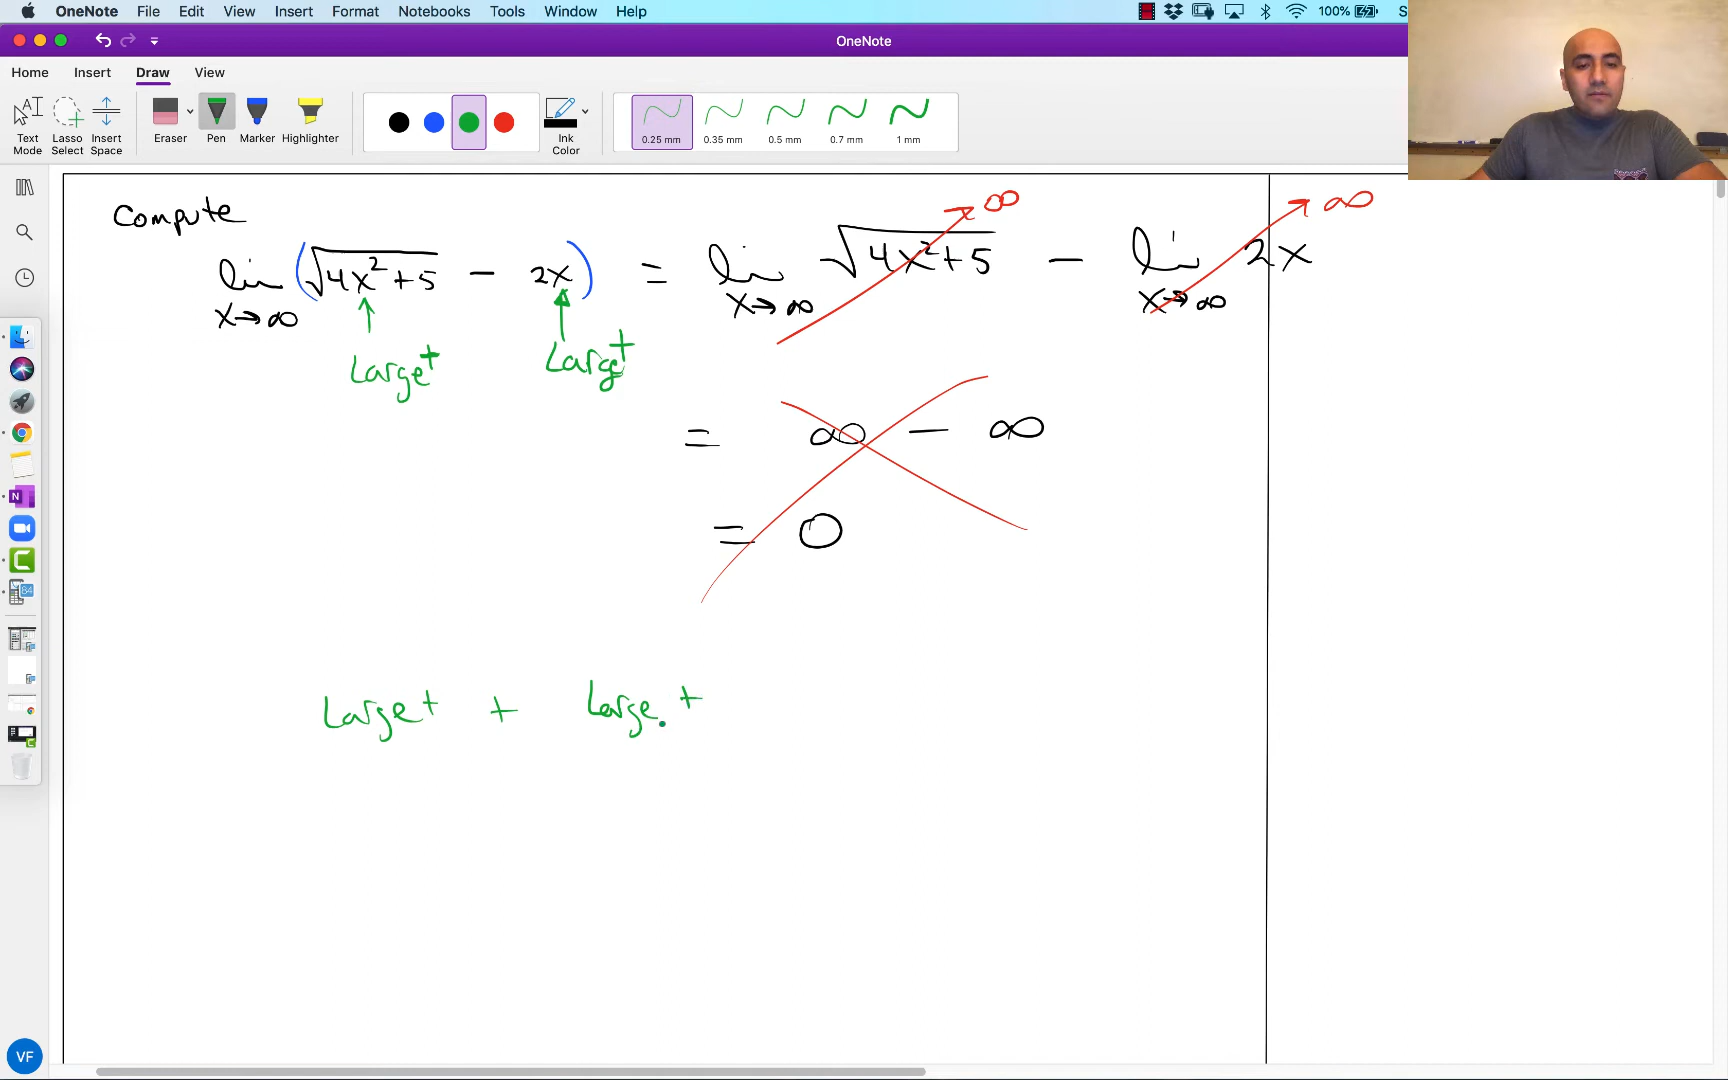 OneNote File Edit View Insert Format Notebooks Tools Window Help 100% S
OneNote
Home Insert Draw View
Text Mode Lasso Select Insert Space Eraser Pen Marker Highlighter Ink Color 0.25 mm 0.35 mm 0.5 mm 0.7 mm 1 mm
compute
lim x→∞ (√(4x²+5) − 2x) = lim x→∞ √(4x²+5) →∞ − lim x→∞ 2x →∞
Large+ Large+
= ∞ − ∞
= 0
Large+ + Large+
84
N
VF